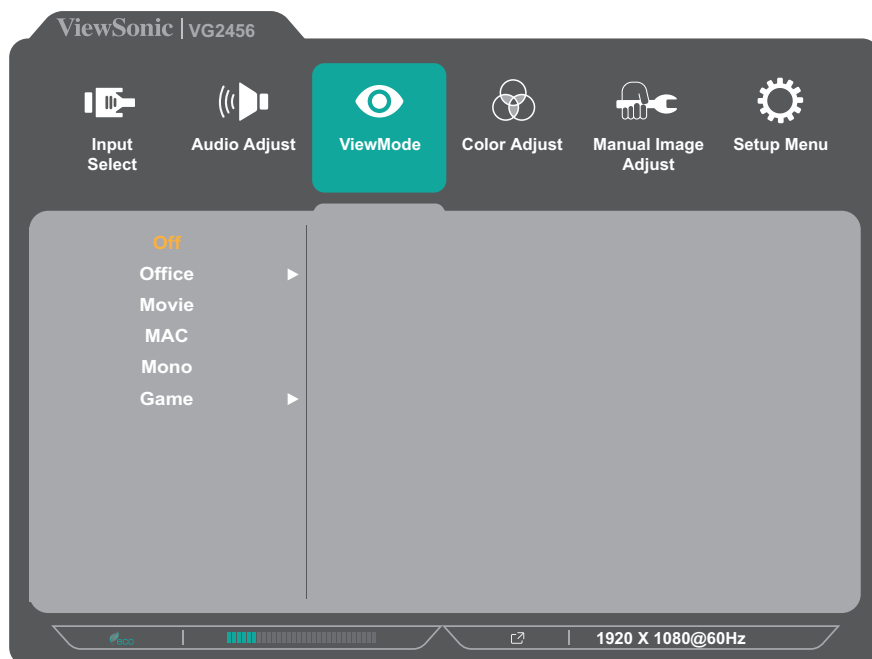 ViewSonic | VG2456
Input
Select
Audio Adjust
ViewMode
Color Adjust
Manual Image
Adjust
Setup Menu
Off
Office
Movie
MAC
Mono
Game
eco
1920 X 1080@60Hz